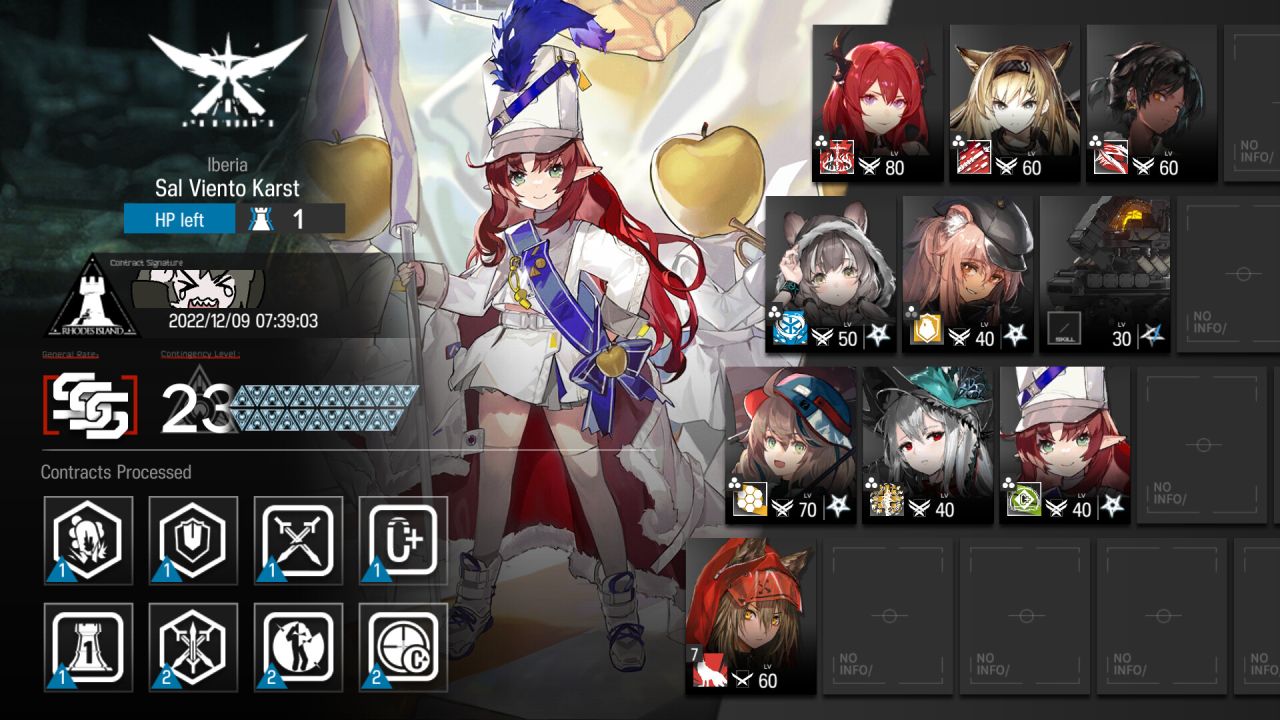 Iberia
Sal Viento Karst
HP left
1
Contract Signature
RHODES ISLAND
2022/12/09 07:39:03
General Rate:
Contingency Level:
23
Contracts Processed
1
1
1
1
1
1
2
2
2
LV
80
LV
60
LV
60
NO
INFO/
LV
50
LV
40
SKILL
LV
30
NO
INFO/
LV
70
LV
40
LV
40
NO
INFO/
7
LV
60
NO
INFO/
NO
INFO/
NO
INFO/
NO
INFO